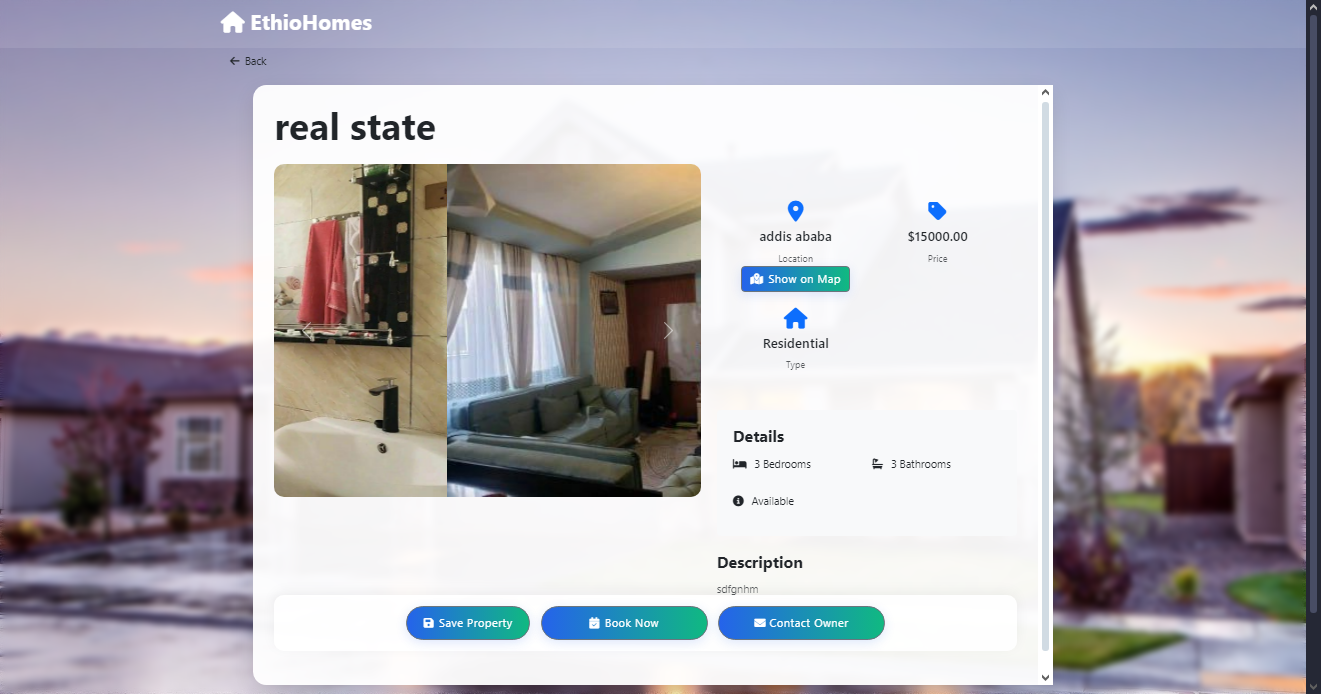 EthioHomes
Back
real state
addis ababa
Location
Show on Map
$15000.00
Price
Residential
Type
Details
3 Bedrooms
3 Bathrooms
Available
Description
sdfgnhm
Save Property
Book Now
Contact Owner